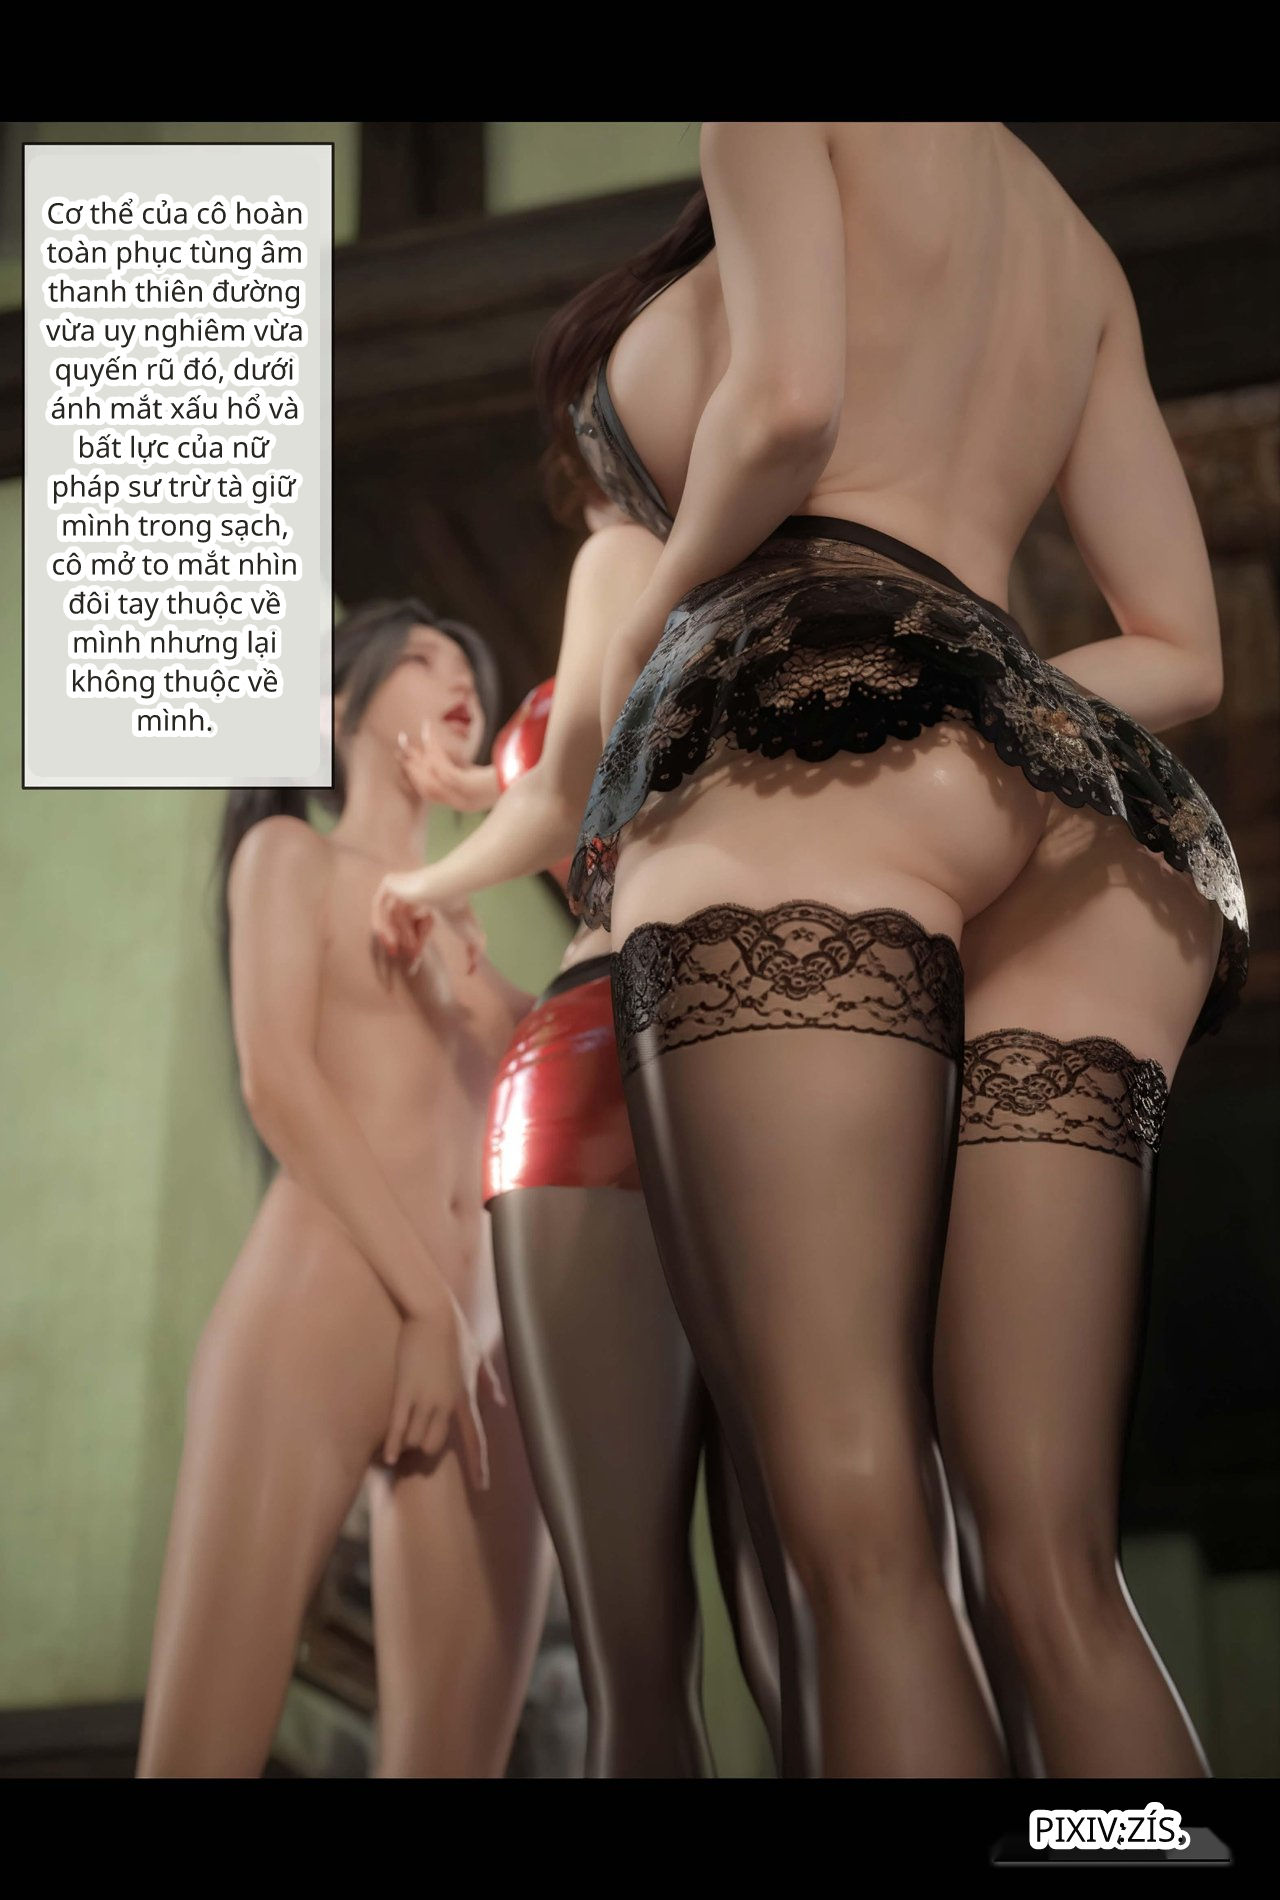 Cơ thể của cô hoàn
toàn phục tùng âm
thanh thiên đường
vừa uy nghiêm vừa
quyến rũ đó, dưới
ánh mắt xấu hổ và
bất lực của nữ
pháp sư trừ tà giữ
mình trong sạch,
cô mở to mắt nhìn
đôi tay thuộc về
mình nhưng lại
không thuộc về
mình.
PIXIV:ZÍS.